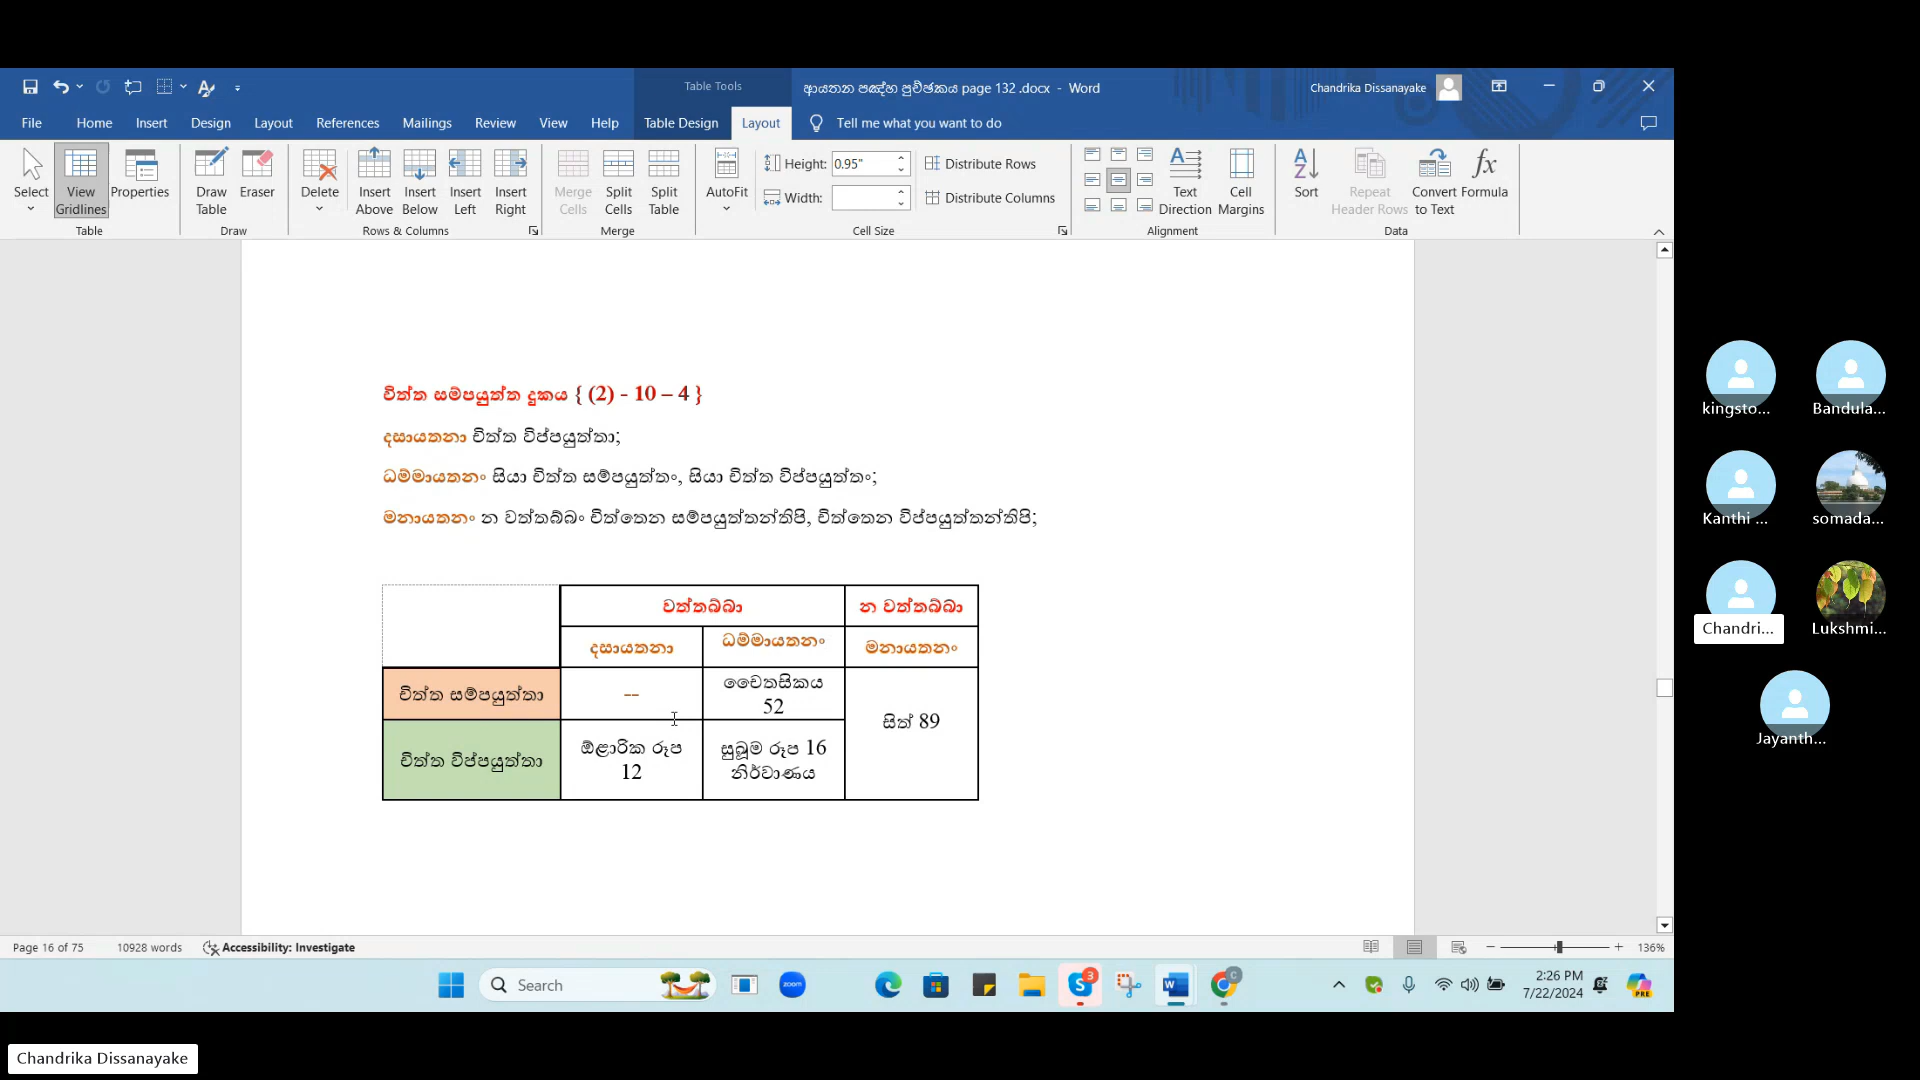 Table Tools
ආයතන පඤ්හ පුච්ඡකය page 132 .docx - Word
Chandrika Dissanayake
File Home Insert Design Layout References Mailings Review View Help Table Design Layout Tell me what you want to do
Select
View Gridlines
Properties
Table
Draw Table
Eraser
Draw
Delete
Insert Above
Insert Below
Insert Left
Insert Right
Rows & Columns
Merge Cells
Split Cells
Split Table
Merge
AutoFit
Height: 0.95"
Width:
Distribute Rows
Distribute Columns
Cell Size
Text Direction
Cell Margins
Alignment
Sort
Repeat Header Rows
Convert to Text
Formula
Data
චිත්ත සම්පයුත්ත දුකය { (2) - 10 – 4 }
දසායතනා චිත්ත විප්පයුත්තා;
ධම්මායතනං සියා චිත්ත සම්පයුත්තං, සියා චිත්ත විප්පයුත්තං;
මනායතනං න වත්තබ්බං චිත්තෙන සම්පයුත්තන්තිපි, චිත්තෙන විප්පයුත්තන්තිපි;
වත්තබ්බා න වත්තබ්බා
දසායතනා ධම්මායතනං මනායතනං
චිත්ත සම්පයුත්තා -- චෛතසිකය 52 සිත් 89
චිත්ත විප්පයුත්තා ඕළාරික රූප 12 සුඛුම රූප 16 නිර්වාණය
Page 16 of 75 10928 words Accessibility: Investigate 136%
Search
zoom
3
C
2:26 PM
7/22/2024
PRE
kingsto...
Bandula...
Kanthi ...
somada...
Chandri...
Lukshmi...
Jayanth...
Chandrika Dissanayake